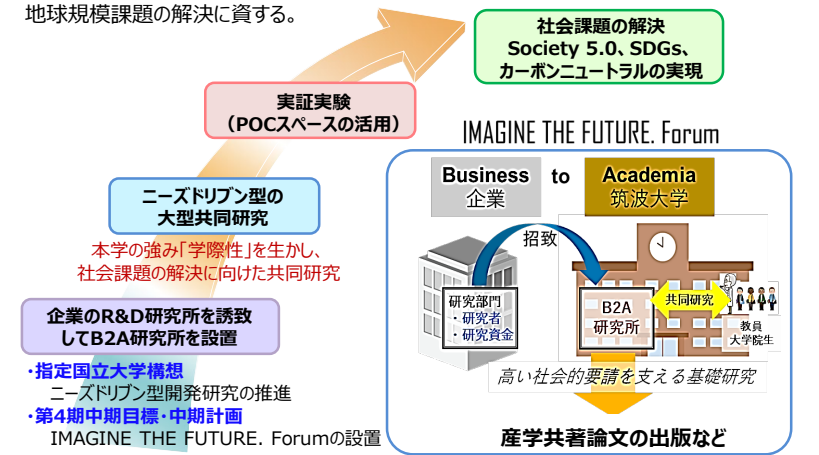 地球規模課題の解決に資する。
社会課題の解決
Society 5.0、SDGs、
カーボンニュートラルの実現
実証実験
（POCスペースの活用）
ニーズドリブン型の
大型共同研究
本学の強み「学際性」を生かし、
社会課題の解決に向けた共同研究
企業のR&D研究所を誘致
してB2A研究所を設置
・指定国立大学構想
ニーズドリブン型開発研究の推進
・第4期中期目標・中期計画
IMAGINE THE FUTURE. Forumの設置
IMAGINE THE FUTURE. Forum
Business to Academia
企業 筑波大学
招致
研究部門
・研究者
・研究資金
B2A
研究所
共同研究
教員
大学院生
高い社会的要請を支える基礎研究
産学共著論文の出版など